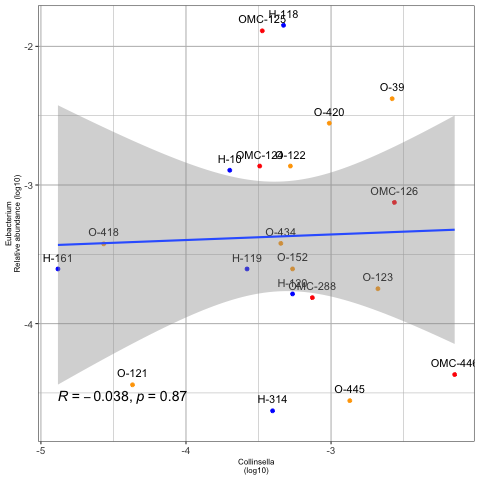 H-118
OMC-125
-2
O-39
O-420
H-10
OMC-124
O-122
-3
OMC-126
O-418
O-434
H-161
H-119
O-152
H-120
O-123
OMC-288
-4
OMC-446
O-121
O-445
R = −0.038, p = 0.87
H-314
-5
-4
-3
Collinsella
(log10)
Eubacterium
Relative abundance (log10)